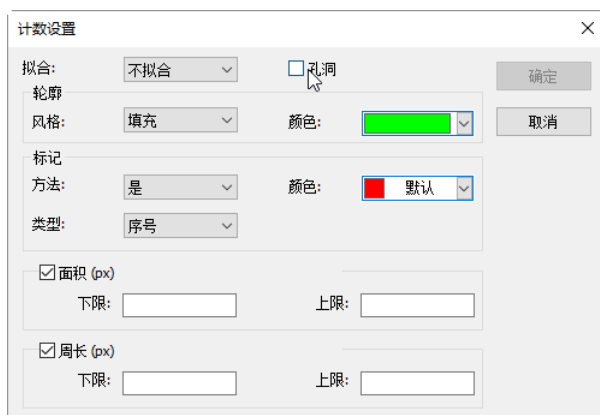 计数设置
拟合: 不拟合 孔洞 确定
轮廓
风格: 填充 颜色: 取消
标记
方法: 是 颜色: 默认
类型: 序号
面积 (px)
下限: 上限:
周长 (px)
下限: 上限: